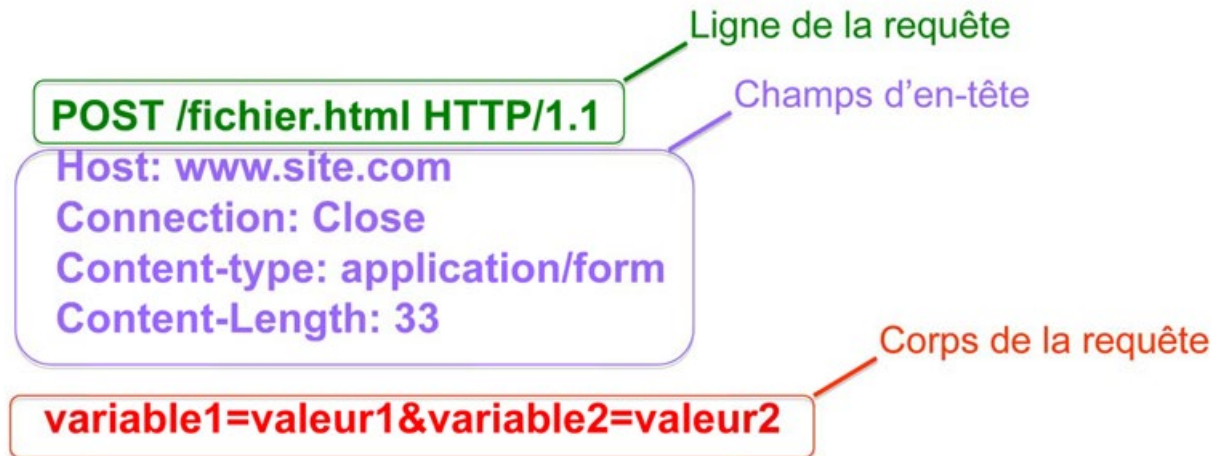 Ligne de la requête
POST /fichier.html HTTP/1.1
Champs d'en-tête
Host: www.site.com
Connection: Close
Content-type: application/form
Content-Length: 33
Corps de la requête
variable1=valeur1&variable2=valeur2